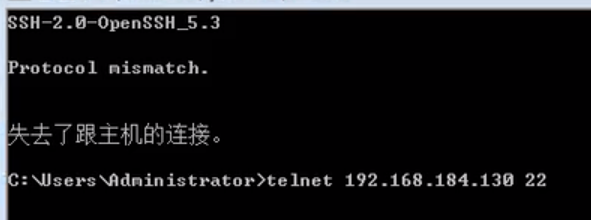 SSH-2.0-OpenSSH_5.3
Protocol mismatch.
失去了跟主机的连接。
C:\Users\Administrator>telnet 192.168.184.130 22